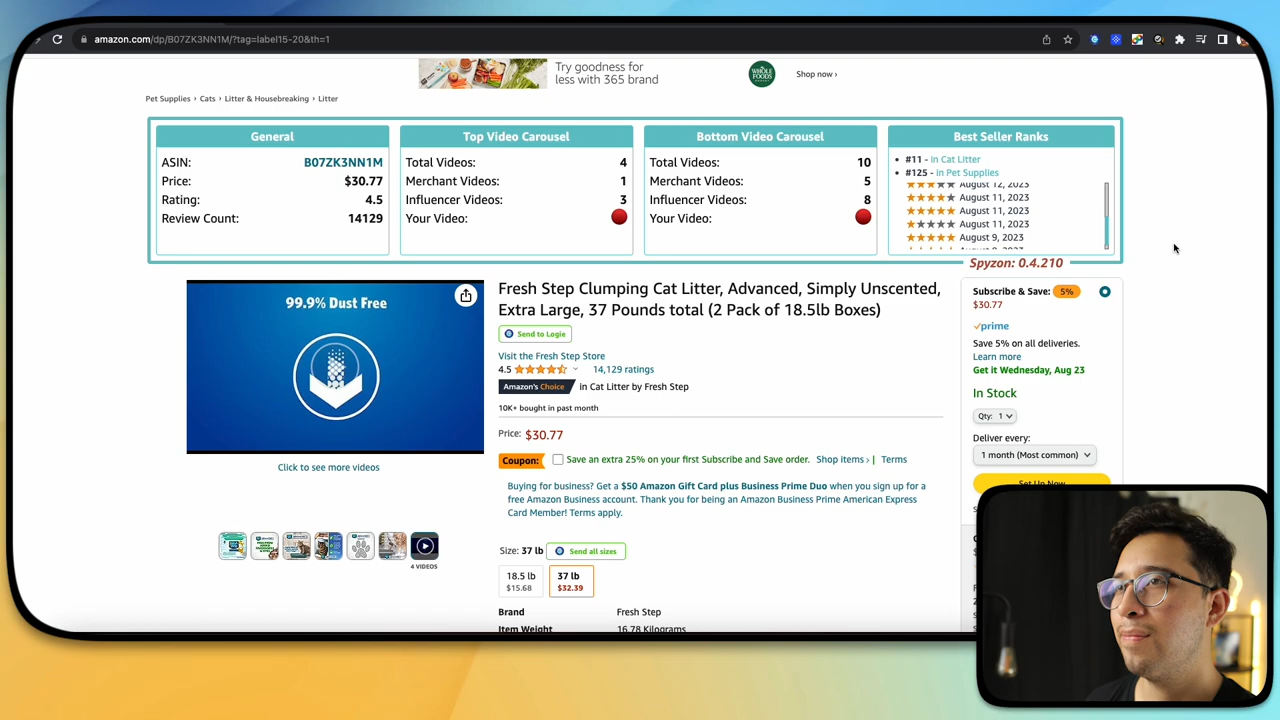 amazon.com/dp/B07ZK3NN1M/?tag=label15-20&th=1
Try goodness for
less with 365 brand
WHOLE
FOODS
Shop now ›
Pet Supplies › Cats › Litter & Housebreaking › Litter
General
ASIN: B07ZK3NN1M
Price: $30.77
Rating: 4.5
Review Count: 14129
Top Video Carousel
Total Videos: 4
Merchant Videos: 1
Influencer Videos: 3
Your Video:
Bottom Video Carousel
Total Videos: 10
Merchant Videos: 5
Influencer Videos: 8
Your Video:
Best Seller Ranks
#11 - in Cat Litter
#125 - in Pet Supplies
August 12, 2023
August 11, 2023
August 11, 2023
August 11, 2023
August 9, 2023
Spyzon: 0.4.210
99.9% Dust Free
Click to see more videos
4 VIDEOS
Fresh Step Clumping Cat Litter, Advanced, Simply Unscented,
Extra Large, 37 Pounds total (2 Pack of 18.5lb Boxes)
Send to Logie
Visit the Fresh Step Store
4.5 14,129 ratings
Amazon's Choice in Cat Litter by Fresh Step
10K+ bought in past month
Price: $30.77
Coupon: Save an extra 25% on your first Subscribe and Save order. Shop items › | Terms
Buying for business? Get a $50 Amazon Gift Card plus Business Prime Duo when you sign up for a
free Amazon Business account. Thank you for being an Amazon Business Prime American Express
Card Member! Terms apply.
Size: 37 lb Send all sizes
18.5 lb
$15.68
37 lb
$32.39
Brand Fresh Step
Item Weight 16.78 Kilograms
Subscribe & Save: 5%
$30.77
prime
Save 5% on all deliveries.
Learn more
Get it Wednesday, Aug 23
In Stock
Qty: 1
Deliver every:
1 month (Most common)
Set Up Now